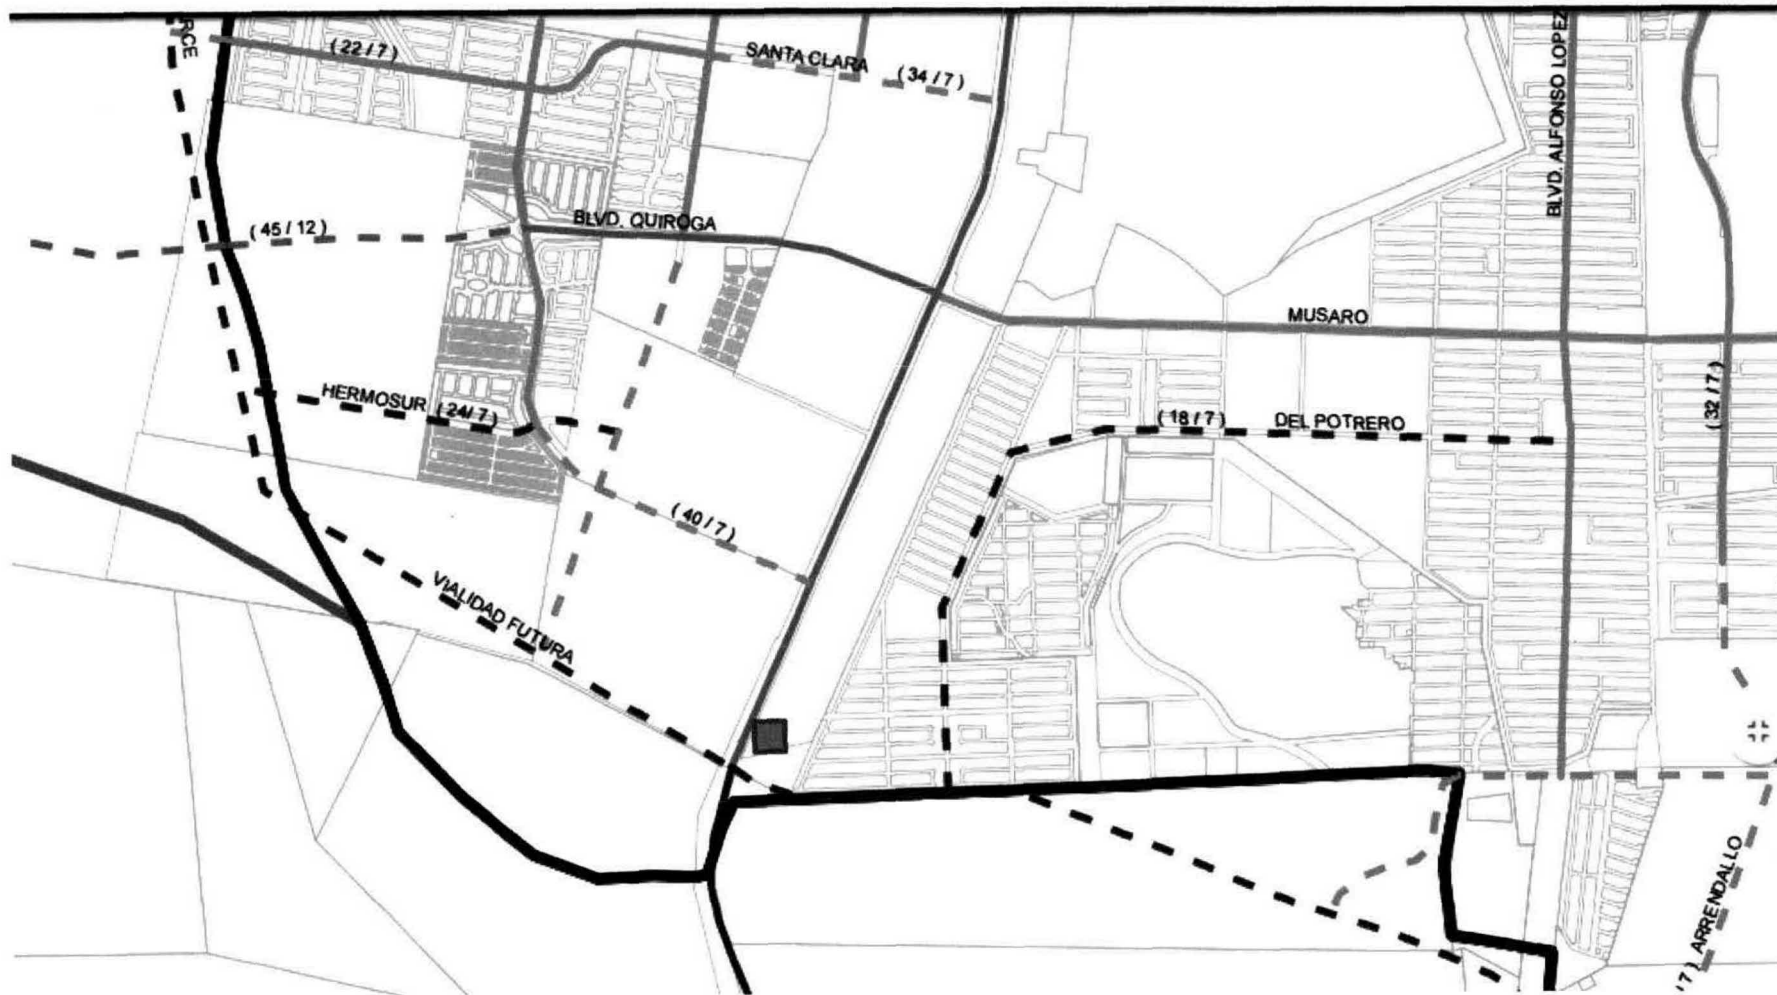 RCE
( 22 / 7 )
SANTA CLARA
( 34 / 7 )
BLVD. ALFONSO LOPEZ
( 45 / 12 )
BLVD. QUIROGA
MUSARO
HERMOSUR
( 24/ 7 )
( 18 / 7 )
DEL POTRERO
( 32 / 7 )
( 40 / 7 )
VIALIDAD FUTURA
7 ) ARRENDALLO